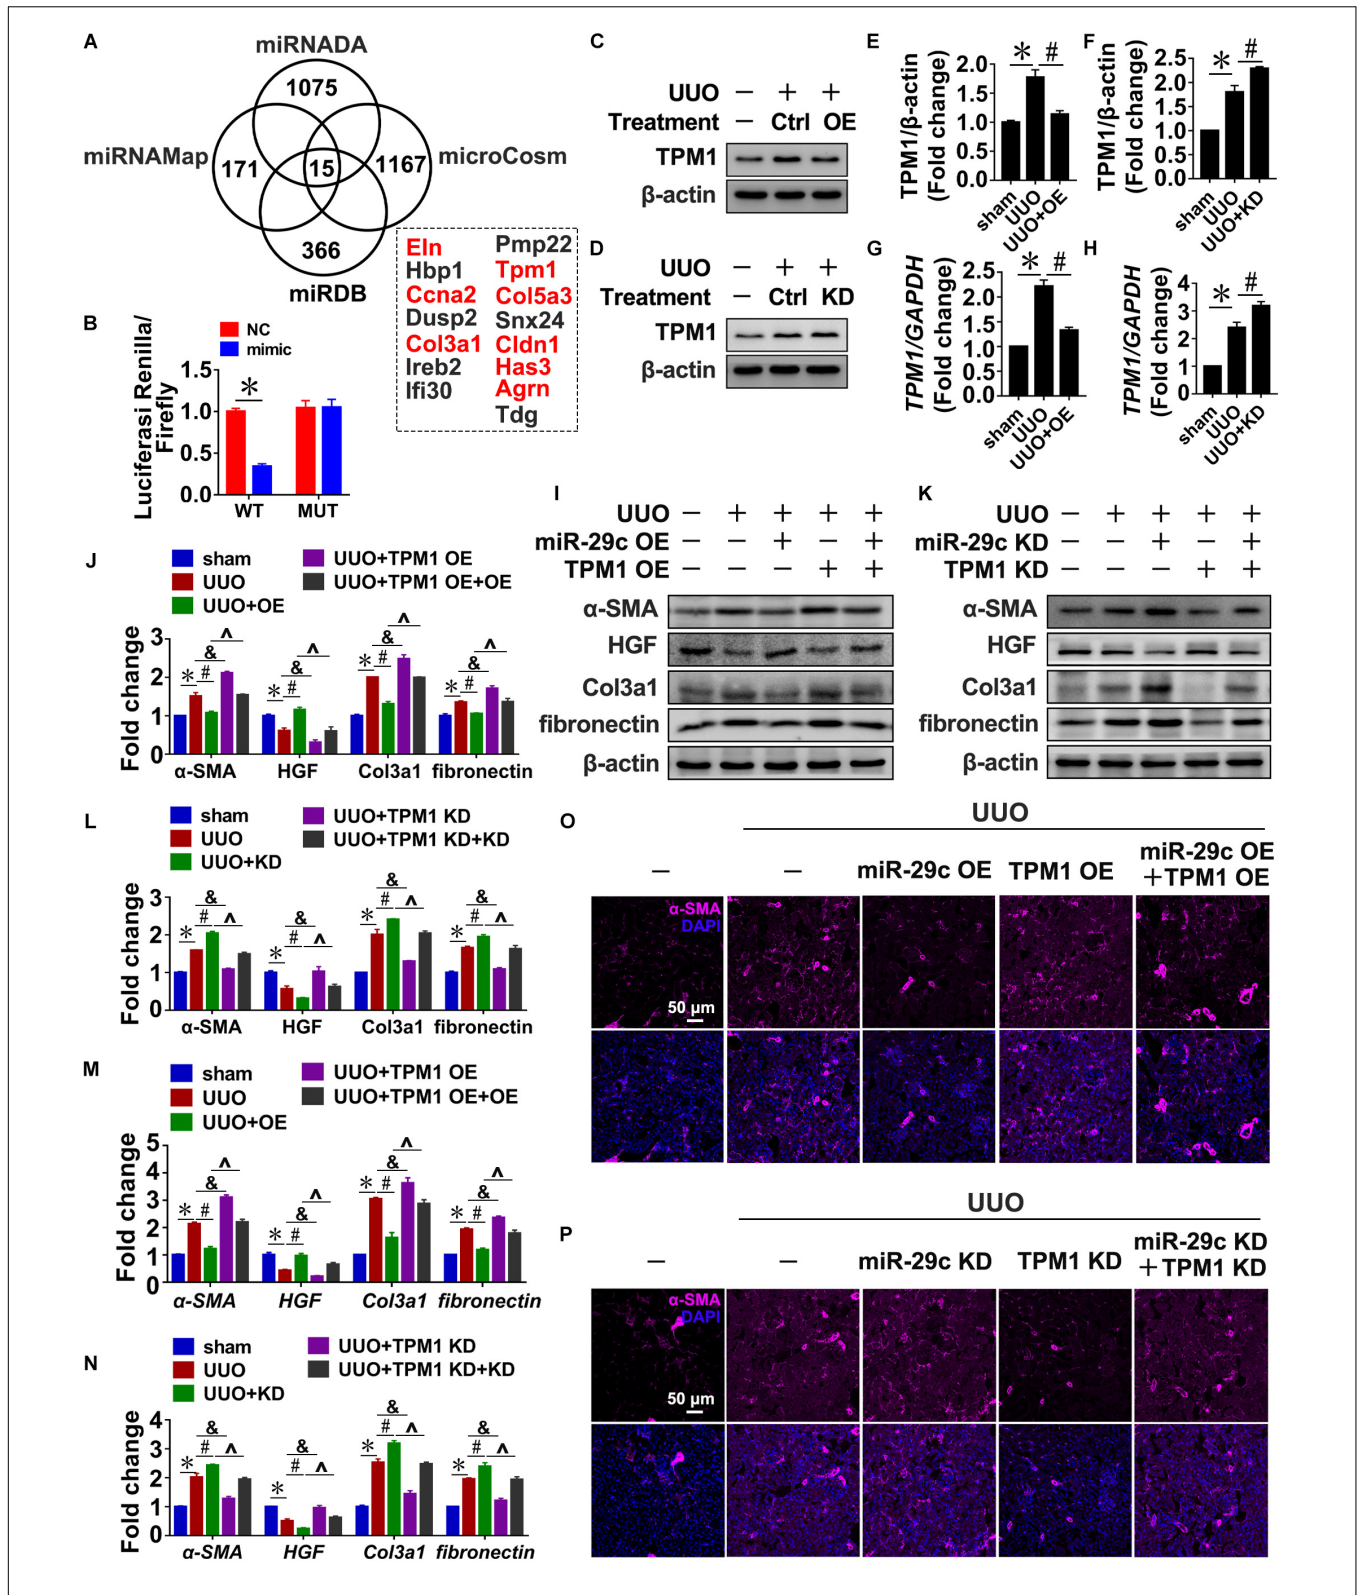 A
miRNADA
1075
miRNAMap
171
15
1167
microCosm
366
miRDB
Eln
Pmp22
Hbp1
Tpm1
Ccna2
Col5a3
Dusp2
Snx24
Col3a1
Cldn1
Ireb2
Has3
Ifi30
Agrn
Tdg
B
NC
mimic
Luciferasi Renilla/
Firefly
1.5
1.0
0.5
0.0
*
WT
MUT
C
UUO − + +
Treatment − Ctrl OE
TPM1
β-actin
D
UUO − + +
Treatment − Ctrl KD
TPM1
β-actin
E
TPM1/β-actin
(Fold change)
2.0
1.5
1.0
0.5
0.0
* #
sham
UUO
UUO+OE
F
TPM1/β-actin
(Fold change)
2.5
2.0
1.5
1.0
0.5
0.0
* #
sham
UUO
UUO+KD
G
TPM1/GAPDH
(Fold change)
2.5
2.0
1.5
1.0
0.5
0.0
* #
sham
UUO
UUO+OE
H
TPM1/GAPDH
(Fold change)
4
3
2
1
0
* #
sham
UUO
UUO+KD
I
UUO − + + + +
miR-29c OE − − + − +
TPM1 OE − − − + +
α-SMA
HGF
Col3a1
fibronectin
β-actin
K
UUO − + + + +
miR-29c KD − − + − +
TPM1 KD − − − + +
α-SMA
HGF
Col3a1
fibronectin
β-actin
J
sham
UUO
UUO+OE
UUO+TPM1 OE
UUO+TPM1 OE+OE
Fold change
3
2
1
0
* # & ^
* # & ^
* # & ^
* # & ^
α-SMA HGF Col3a1 fibronectin
L
sham
UUO
UUO+KD
UUO+TPM1 KD
UUO+TPM1 KD+KD
Fold change
3
2
1
0
* # & ^
* # & ^
* # & ^
* # & ^
α-SMA HGF Col3a1 fibronectin
M
sham
UUO
UUO+OE
UUO+TPM1 OE
UUO+TPM1 OE+OE
Fold change
5
4
3
2
1
0
* # & ^
* # & ^
* # & ^
* # & ^
α-SMA HGF Col3a1 fibronectin
N
sham
UUO
UUO+KD
UUO+TPM1 KD
UUO+TPM1 KD+KD
Fold change
4
3
2
1
0
* # & ^
* # & ^
* # & ^
* # & ^
α-SMA HGF Col3a1 fibronectin
O
UUO
− − miR-29c OE TPM1 OE miR-29c OE
+TPM1 OE
α-SMA
DAPI
50 µm
P
UUO
− − miR-29c KD TPM1 KD miR-29c KD
+TPM1 KD
α-SMA
DAPI
50 µm